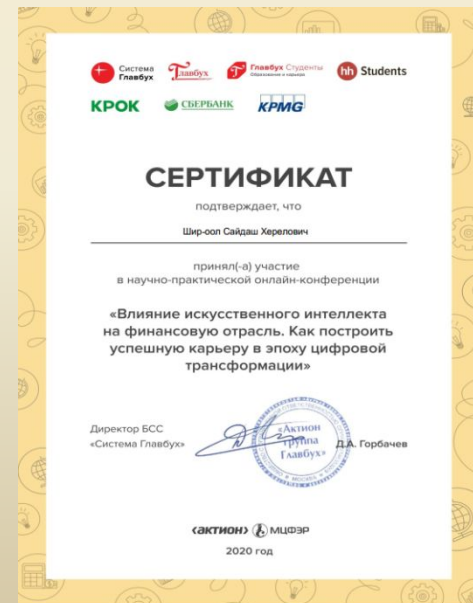 Система
Главбух
Главбух
Главбух Студенты
Образование и карьера
hh Students
КРОК
СБЕРБАНК
KPMG
СЕРТИФИКАТ
подтверждает, что
Шир-оол Сайдаш Херелович
принял(-а) участие
в научно-практической онлайн-конференции
«Влияние искусственного интеллекта
на финансовую отрасль. Как построить
успешную карьеру в эпоху цифровой
трансформации»
Директор БСС
«Система Главбух»
«Актион
группа
Главбух»
Д.А. Горбачев
‹актион› МЦФЭР
2020 год